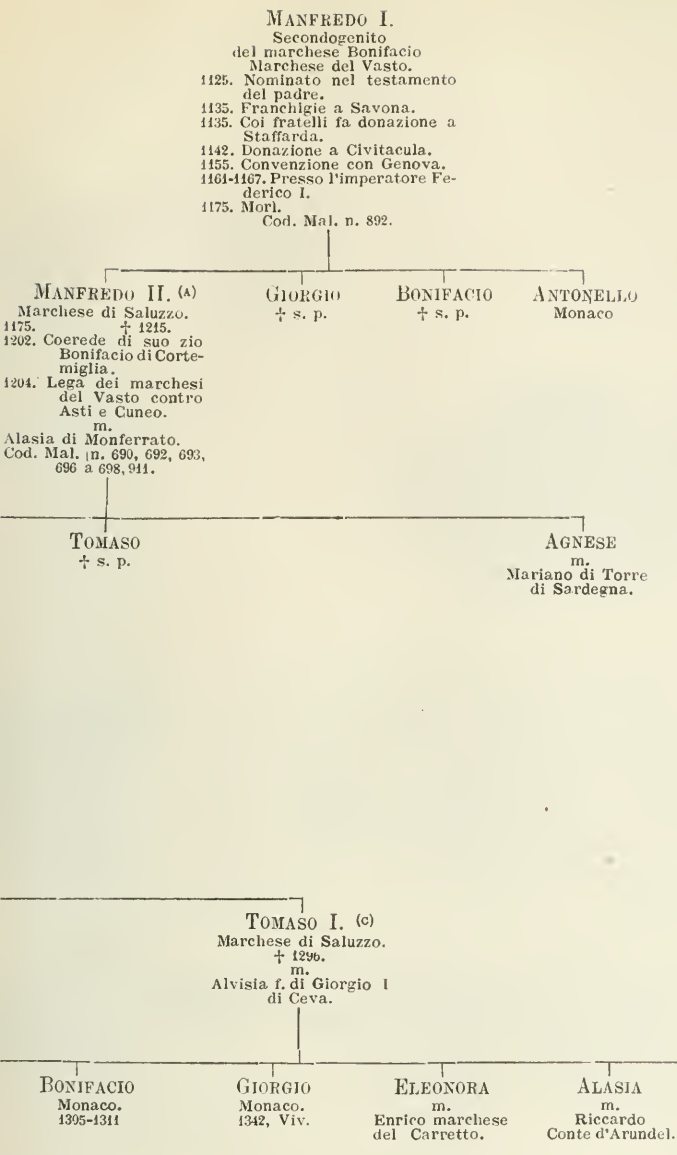 MANFREDO I.
Secondogenito
del marchese Bonifacio
Marchese del Vasto.
1125. Nominato nel testamento
del padre.
1135. Franchigie a Savona.
1135. Coi fratelli fa donazione a
Staffarda.
1142. Donazione a Civitacula.
1155. Convenzione con Genova.
1161-1167. Presso l'imperatore Fe-
derico I.
1175. Morì.
Cod. Mal. n. 892.
MANFREDO II. (A)
Marchese di Saluzzo.
1175. † 1215.
1202. Coerede di suo zio
Bonifacio di Corte-
miglia.
1204. Lega dei marchesi
del Vasto contro
Asti e Cuneo.
m.
Alasia di Monferrato.
Cod. Mal. n. 690, 692, 693,
696 a 698, 911.
GIORGIO
† s. p.
BONIFACIO
† s. p.
ANTONELLO
Monaco
TOMASO
† s. p.
AGNESE
m.
Mariano di Torre
di Sardegna.
TOMASO I. (C)
Marchese di Saluzzo.
† 1296.
m.
Alvisia f. di Giorgio I
di Ceva.
BONIFACIO
Monaco.
1305-1311
GIORGIO
Monaco.
1342, Viv.
ELEONORA
m.
Enrico marchese
del Carretto.
ALASIA
m.
Riccardo
Conte d'Arundel.